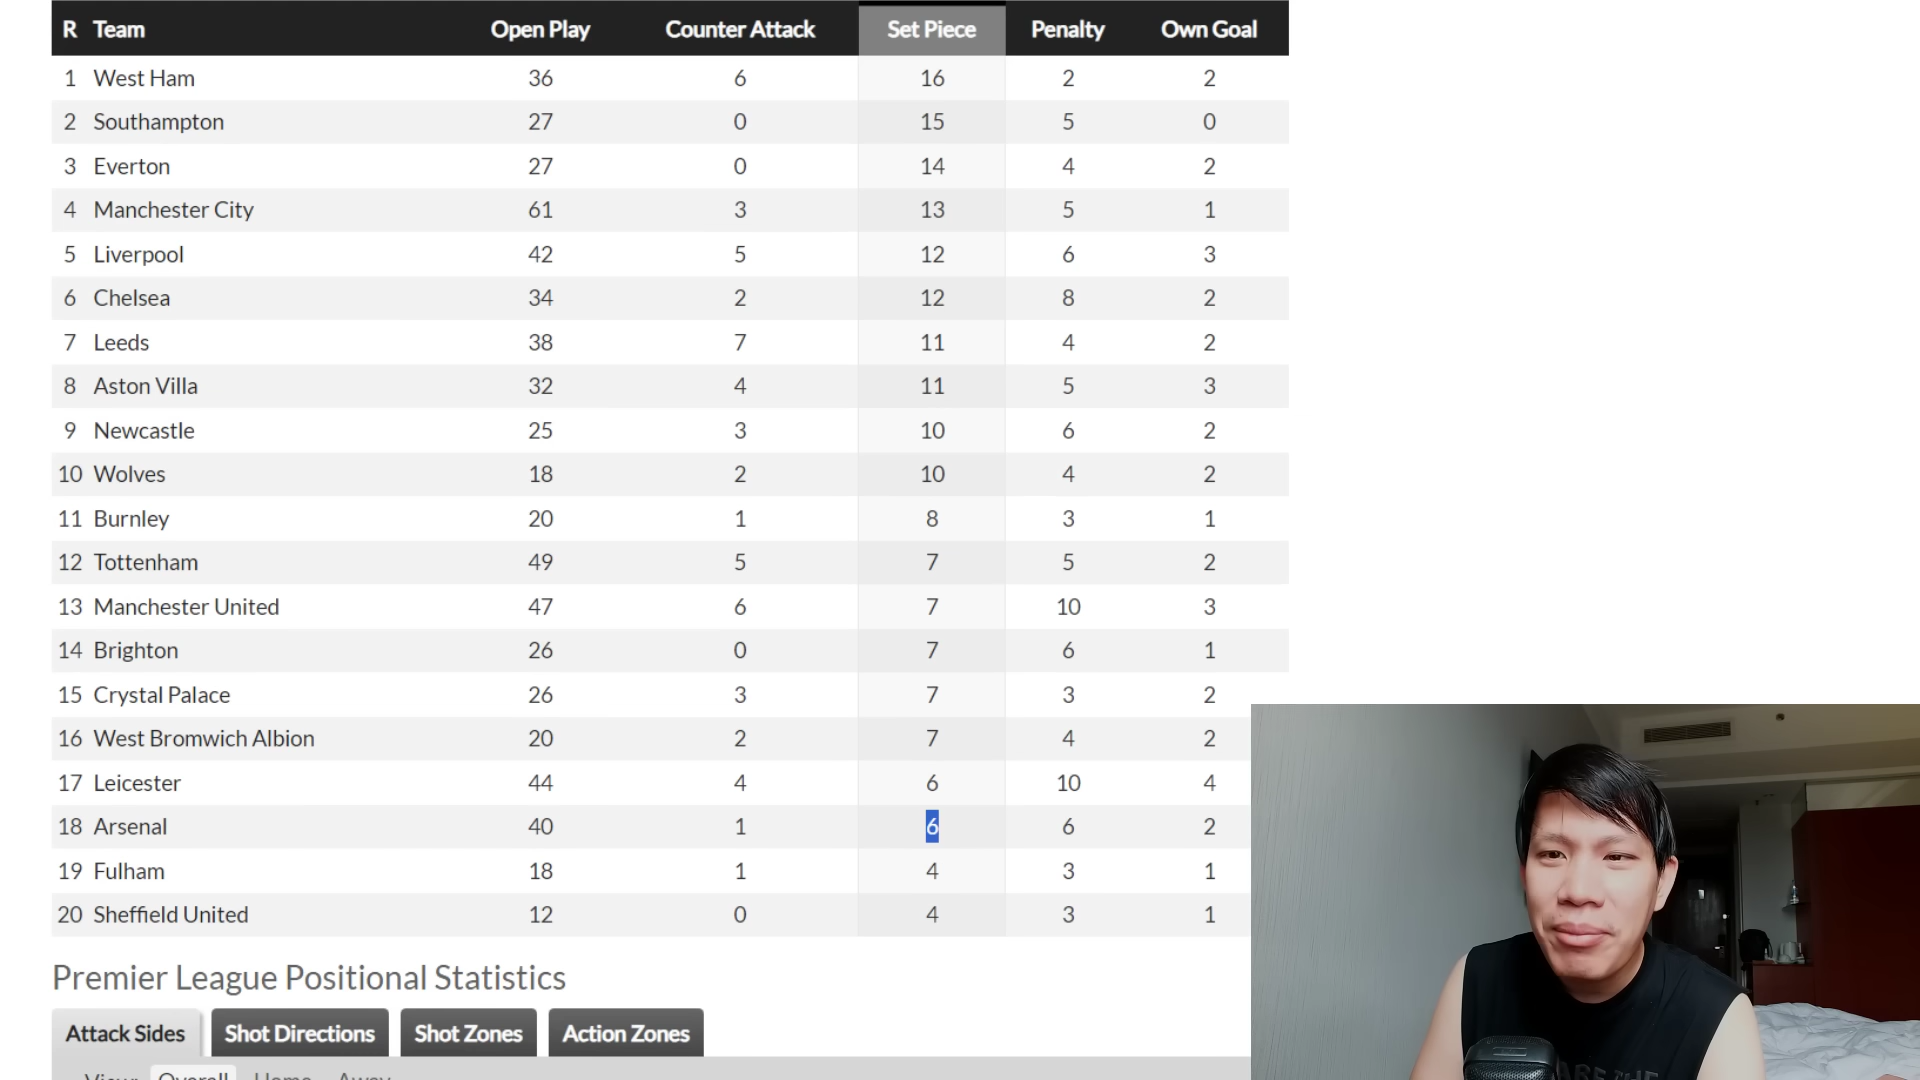 R Team Open Play Counter Attack Set Piece Penalty Own Goal
1 West Ham 36 6 16 2 2
2 Southampton 27 0 15 5 0
3 Everton 27 0 14 4 2
4 Manchester City 61 3 13 5 1
5 Liverpool 42 5 12 6 3
6 Chelsea 34 2 12 8 2
7 Leeds 38 7 11 4 2
8 Aston Villa 32 4 11 5 3
9 Newcastle 25 3 10 6 2
10 Wolves 18 2 10 4 2
11 Burnley 20 1 8 3 1
12 Tottenham 49 5 7 5 2
13 Manchester United 47 6 7 10 3
14 Brighton 26 0 7 6 1
15 Crystal Palace 26 3 7 3 2
16 West Bromwich Albion 20 2 7 4 2
17 Leicester 44 4 6 10 4
18 Arsenal 40 1 6 6 2
19 Fulham 18 1 4 3 1
20 Sheffield United 12 0 4 3 1
Premier League Positional Statistics
Attack Sides Shot Directions Shot Zones Action Zones
View: Overall Home Away
ARE THE